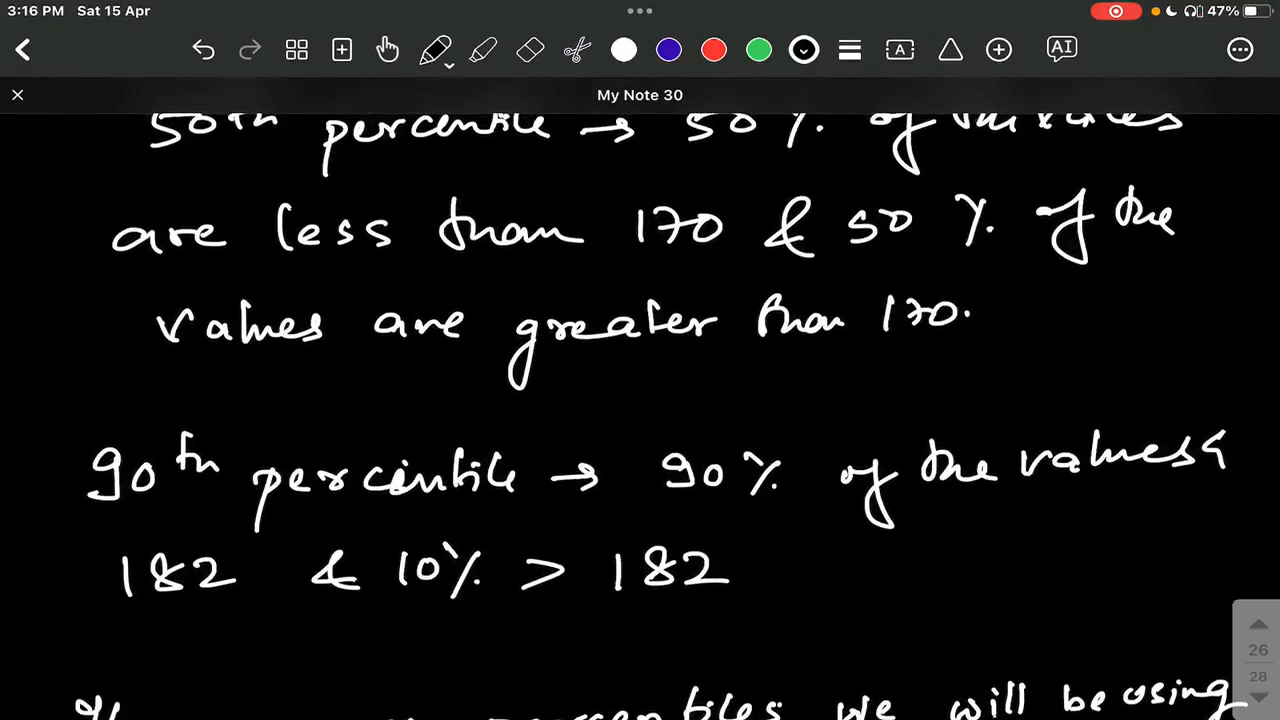 3:16 PM Sat 15 Apr 47%
A AI
My Note 30
50th percentile → 50% of the values
are less than 170 & 50 % of the
values are greater than 170.
90th percentile → 90% of the values <
182 & 10% > 182
26
28
we will be using